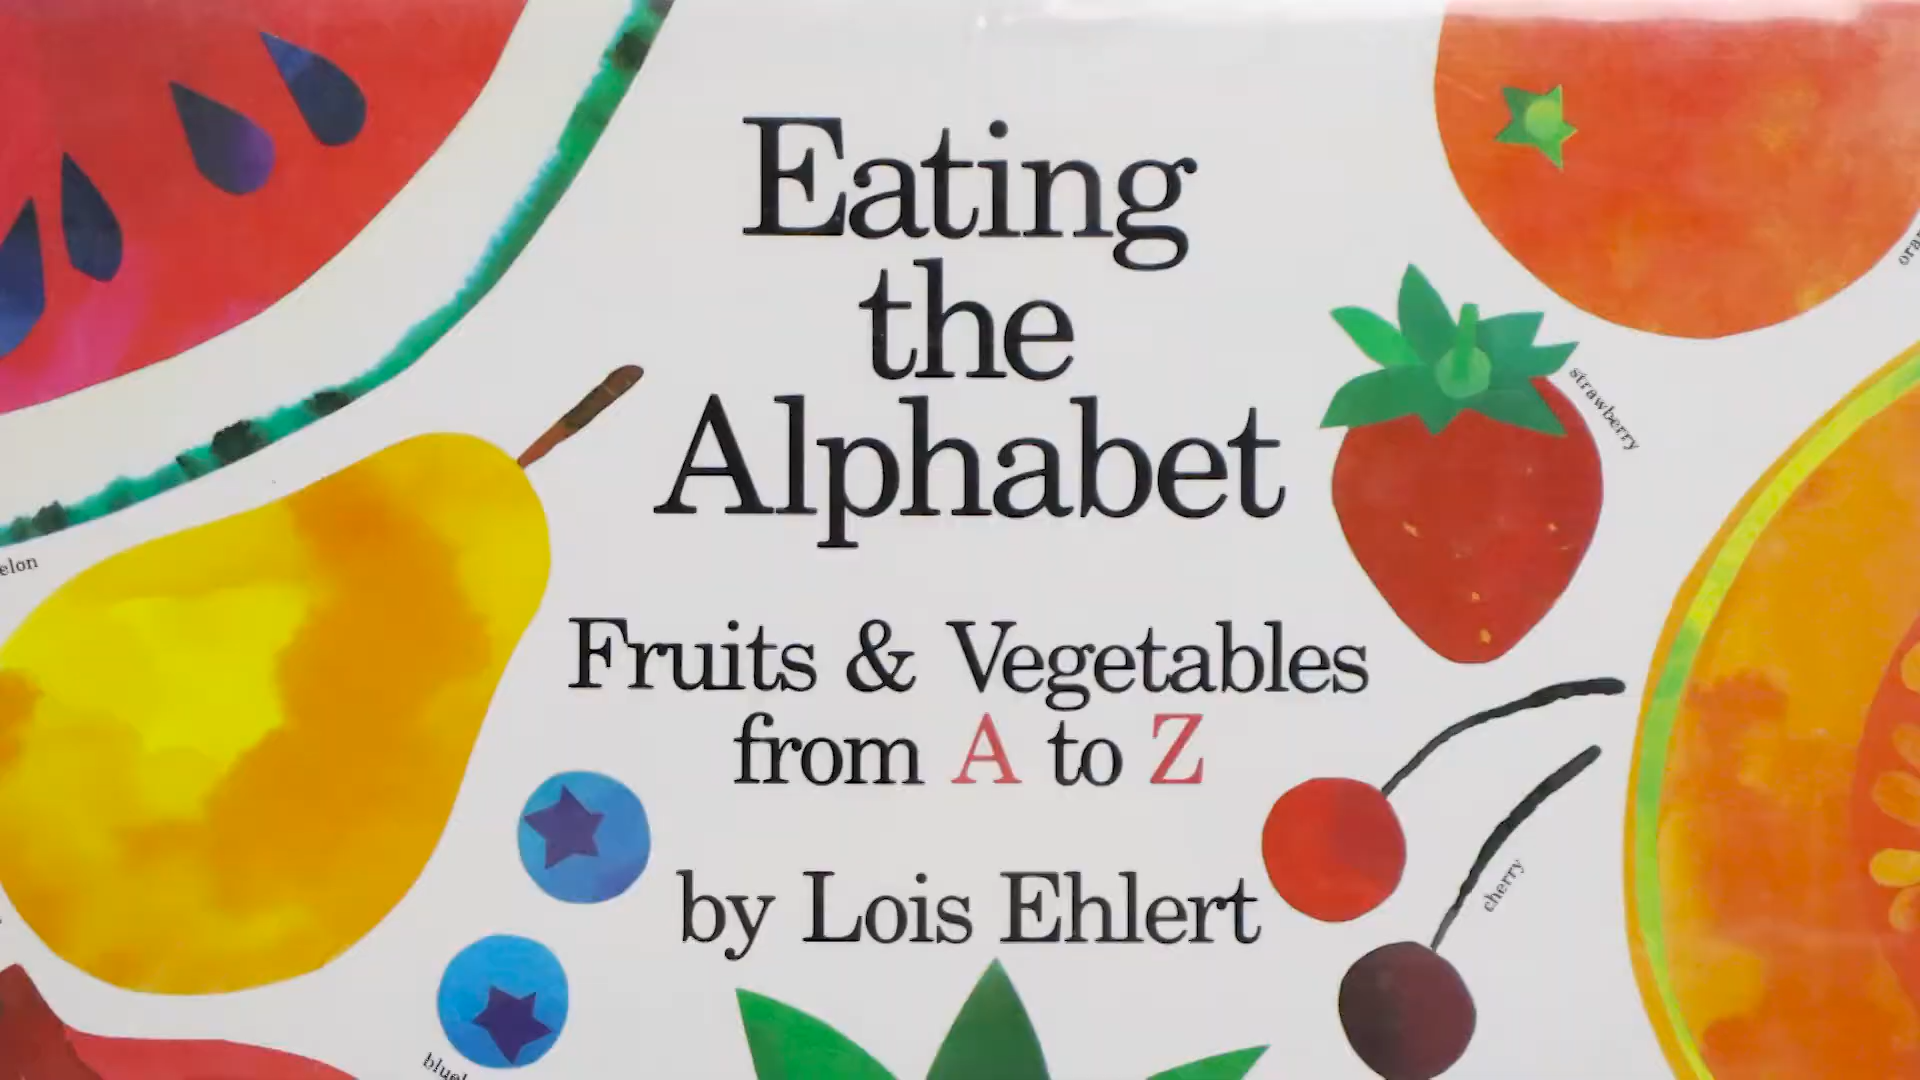 Eating
the
Alphabet
Fruits & Vegetables
from A to Z
by Lois Ehlert
strawberry
cherry